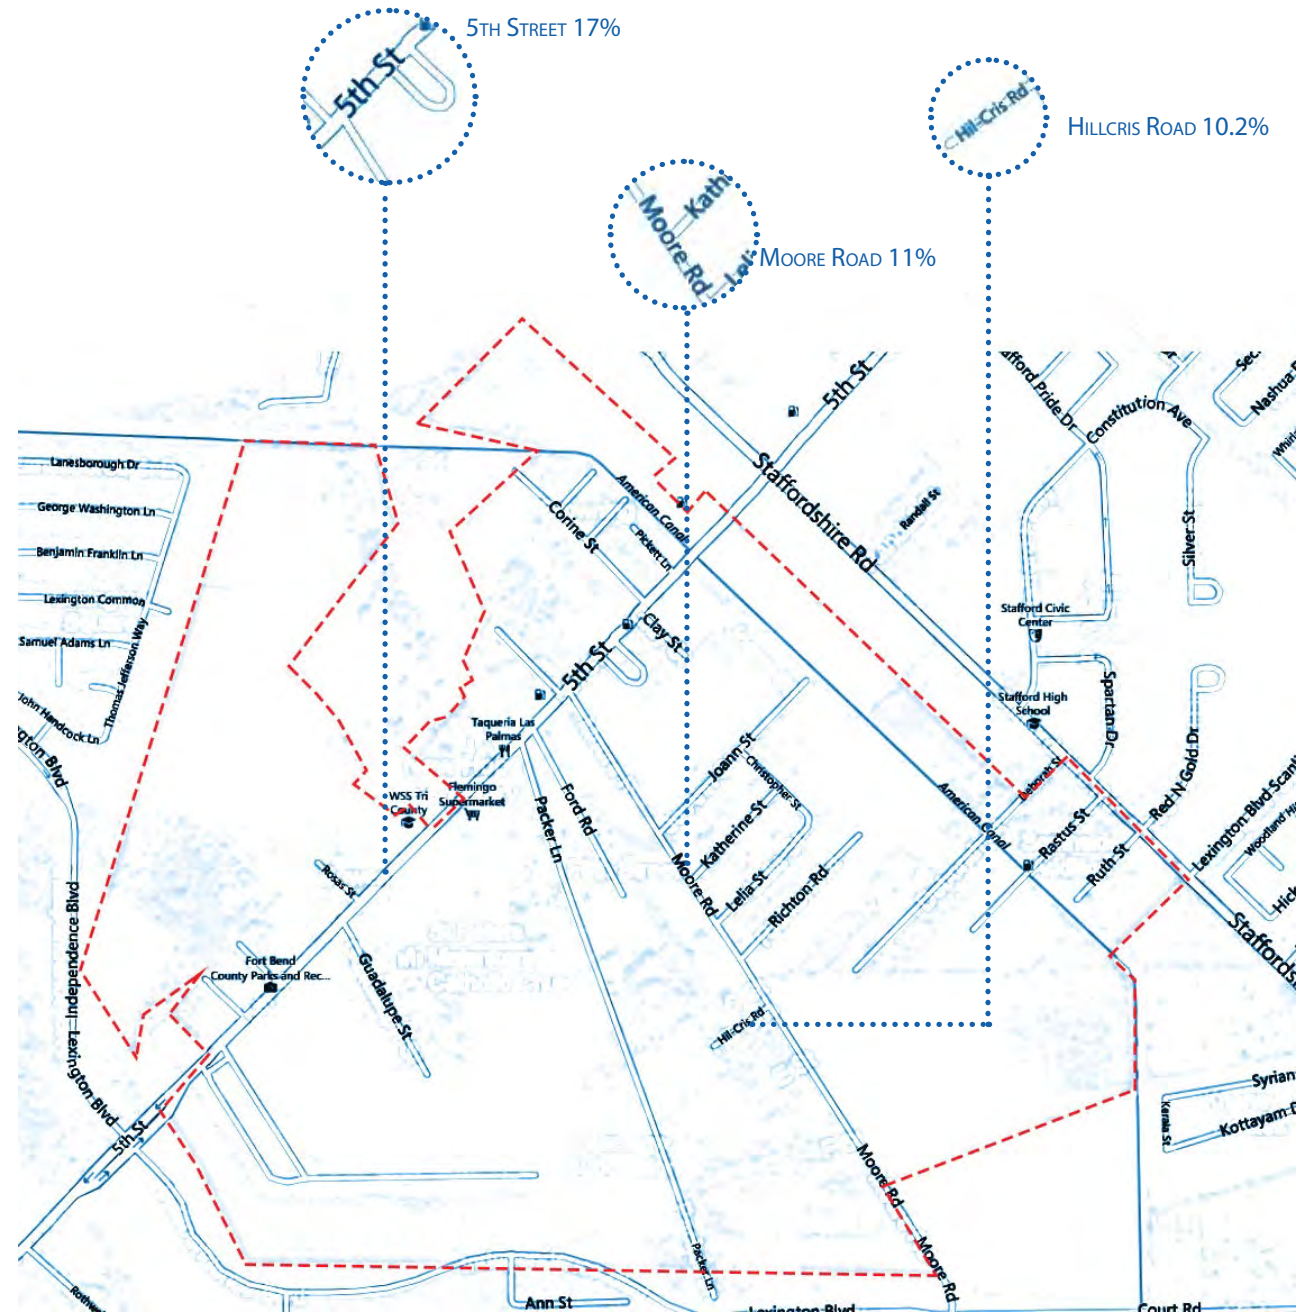 5TH STREET 17%
5th St
HILLCRIS ROAD 10.2%
Hil-Cris Rd
MOORE ROAD 11%
Moore Rd
5th St
afford Pride Dr
Constitution Ave
Nashua
Staffordshire Rd
Randall St
Silver St
Lanesborough Dr
George Washington Ln
Benjamin Franklin Ln
Lexington Common
Samuel Adams Ln
Thomas Jefferson Way
John Handcock Ln
ngton Blvd
American Canal
Corine St
Pickett Ln
Clay St
5th St
Stafford Civic
Center
Stafford High
School
Spartan Dr
Red N Gold Dr
Taqueria Las
Palmas
WSS Tri
County
Flemingo
Supermarket
Packer Ln
Ford Rd
Joann St
Christopher St
Katherine St
Lelia St
Richton Rd
Moore Rd
American Canal
Deborah St
Rastus St
Ruth St
Lexington Blvd
Rosas St
Independence Blvd
Fort Bend
County Parks and Rec...
Guadalupe St
Hil-Cris Rd
Lexington Blvd
5th St
Kerala St
Syrian
Kottayam
Moore Rd
Moore Rd
Packer Ln
Ann St
Lexington Blvd
Court Rd